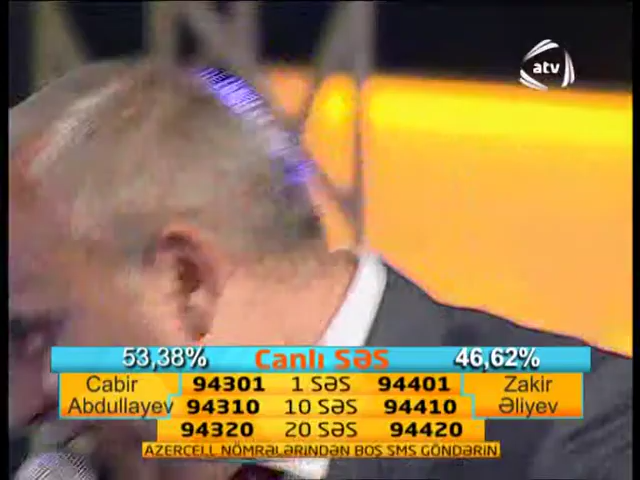 atv
53,38% Canlı SƏS 46,62%
Cabir 94301 1 SƏS 94401 Zakir
Abdullayev 94310 10 SƏS 94410 Əliyev
94320 20 SƏS 94420
AZERCELL NÖMRƏLƏRİNDƏN BOŞ SMS GÖNDƏRİN